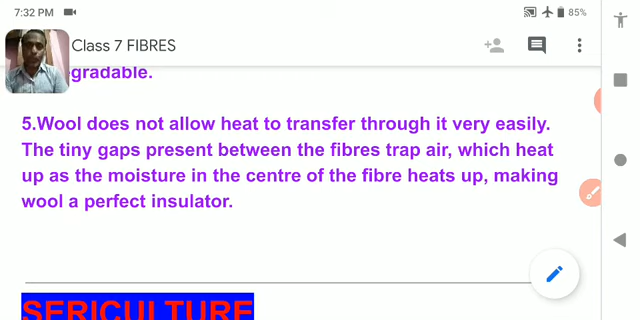 7:32 PM 85%
Class 7 FIBRES
gradable.
5.Wool does not allow heat to transfer through it very easily.
The tiny gaps present between the fibres trap air, which heat
up as the moisture in the centre of the fibre heats up, making
wool a perfect insulator.
SERICULTURE